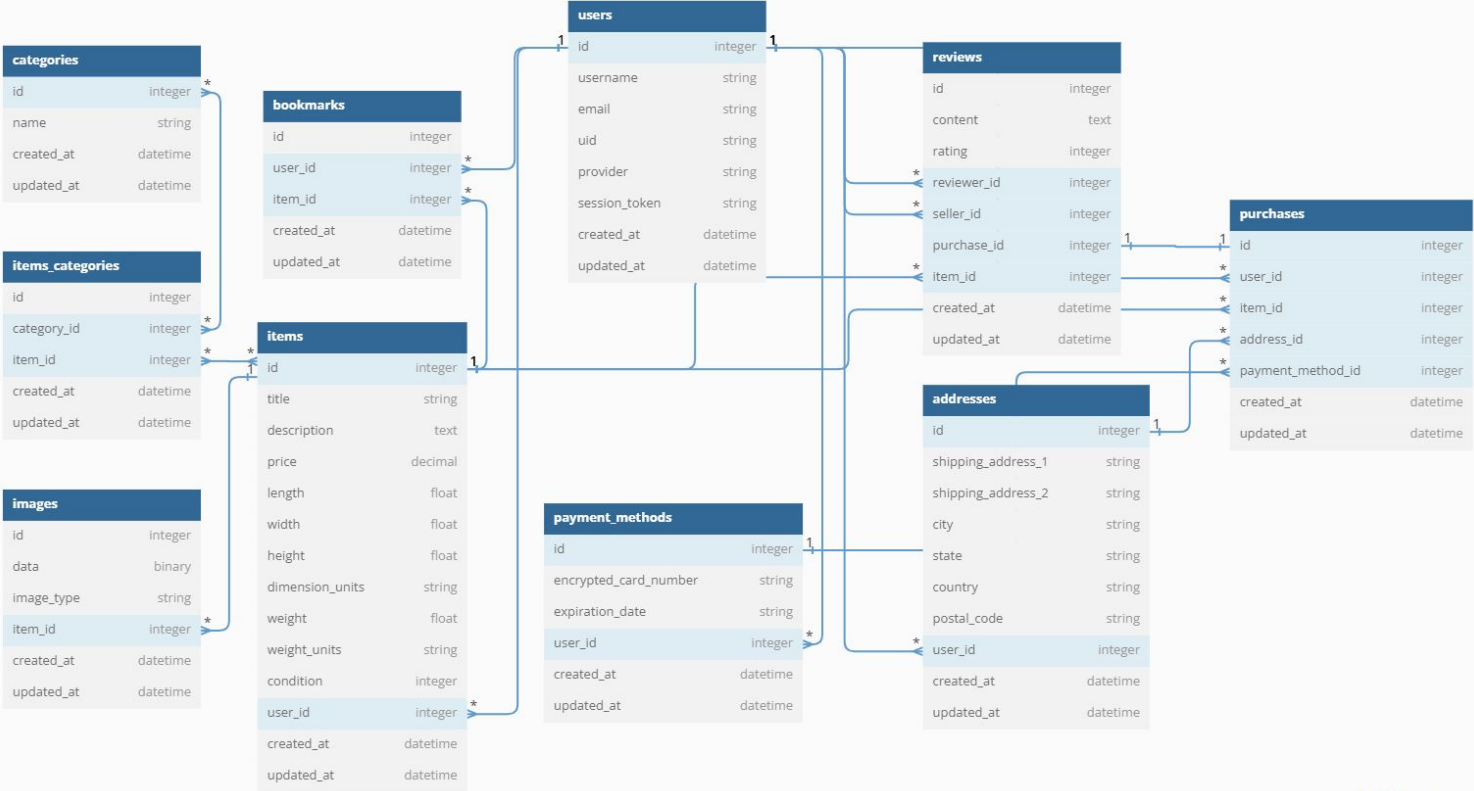 categories
id integer
name string
created_at datetime
updated_at datetime
items_categories
id integer
category_id integer
item_id integer
created_at datetime
updated_at datetime
images
id integer
data binary
image_type string
item_id integer
created_at datetime
updated_at datetime
bookmarks
id integer
user_id integer
item_id integer
created_at datetime
updated_at datetime
items
id integer
title string
description text
price decimal
length float
width float
height float
dimension_units string
weight float
weight_units string
condition integer
user_id integer
created_at datetime
updated_at datetime
users
id integer
username string
email string
uid string
provider string
session_token string
created_at datetime
updated_at datetime
payment_methods
id integer
encrypted_card_number string
expiration_date string
user_id integer
created_at datetime
updated_at datetime
reviews
id integer
content text
rating integer
reviewer_id integer
seller_id integer
purchase_id integer
item_id integer
created_at datetime
updated_at datetime
addresses
id integer
shipping_address_1 string
shipping_address_2 string
city string
state string
country string
postal_code string
user_id integer
created_at datetime
updated_at datetime
purchases
id integer
user_id integer
item_id integer
address_id integer
payment_method_id integer
created_at datetime
updated_at datetime